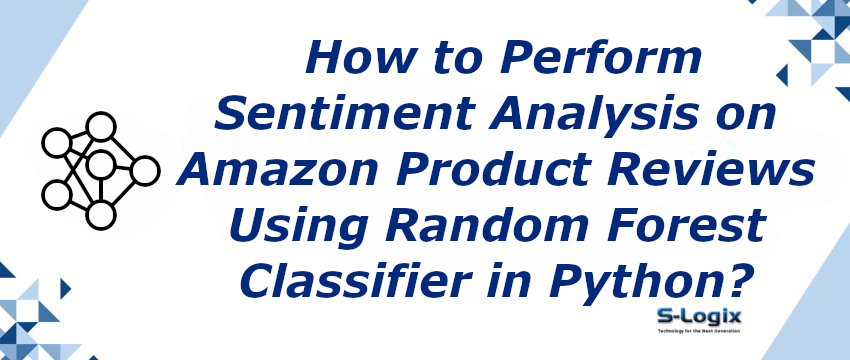 How to Perform
Sentiment Analysis on
Amazon Product Reviews
Using Random Forest
Classifier in Python?
S-Logix
Technology for the Next Generation